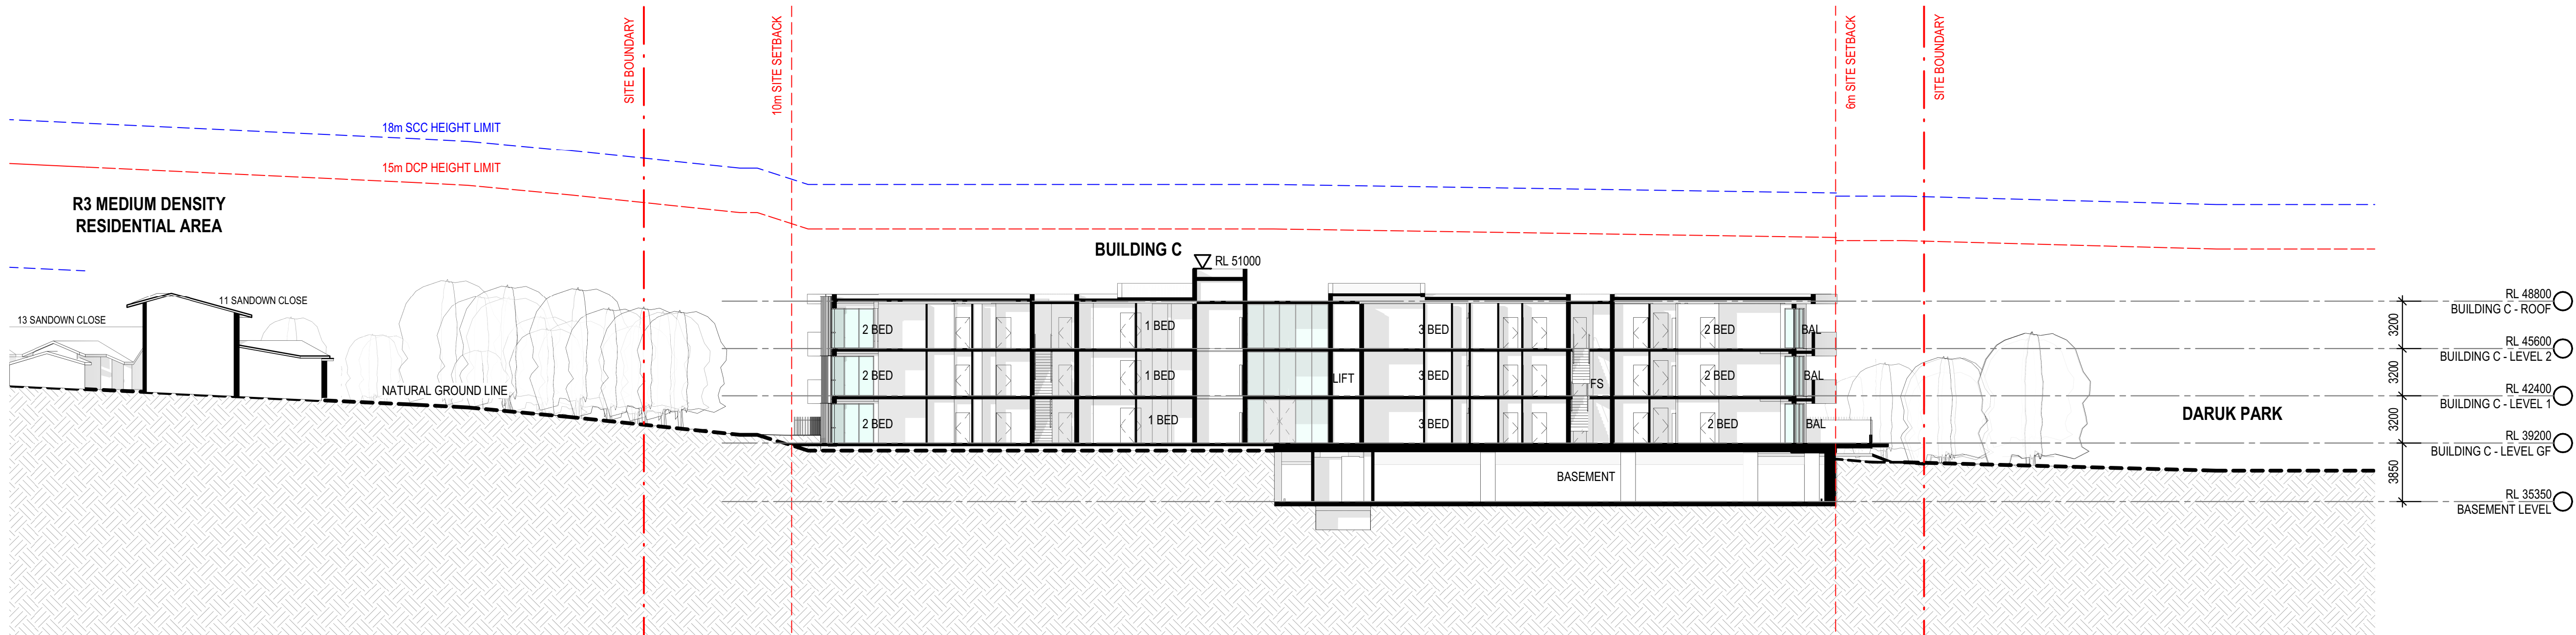 SITE BOUNDARY
10m SITE SETBACK
6m SITE SETBACK
SITE BOUNDARY
18m SCC HEIGHT LIMIT
15m DCP HEIGHT LIMIT
R3 MEDIUM DENSITY
RESIDENTIAL AREA
BUILDING C
RL 51000
11 SANDOWN CLOSE
13 SANDOWN CLOSE
NATURAL GROUND LINE
2 BED
1 BED
3 BED
2 BED
BAL
2 BED
1 BED
LIFT
3 BED
FS
2 BED
BAL
2 BED
1 BED
3 BED
2 BED
BAL
BASEMENT
DARUK PARK
3200
3200
3200
3850
RL 48800
BUILDING C - ROOF
RL 45600
BUILDING C - LEVEL 2
RL 42400
BUILDING C - LEVEL 1
RL 39200
BUILDING C - LEVEL GF
RL 35350
BASEMENT LEVEL